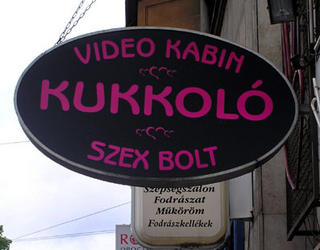 VIDEO KABIN
KUKKOLÓ
SZEX BOLT
Szépségszalon
Fodrászat
Műköröm
Fodrászkellékek